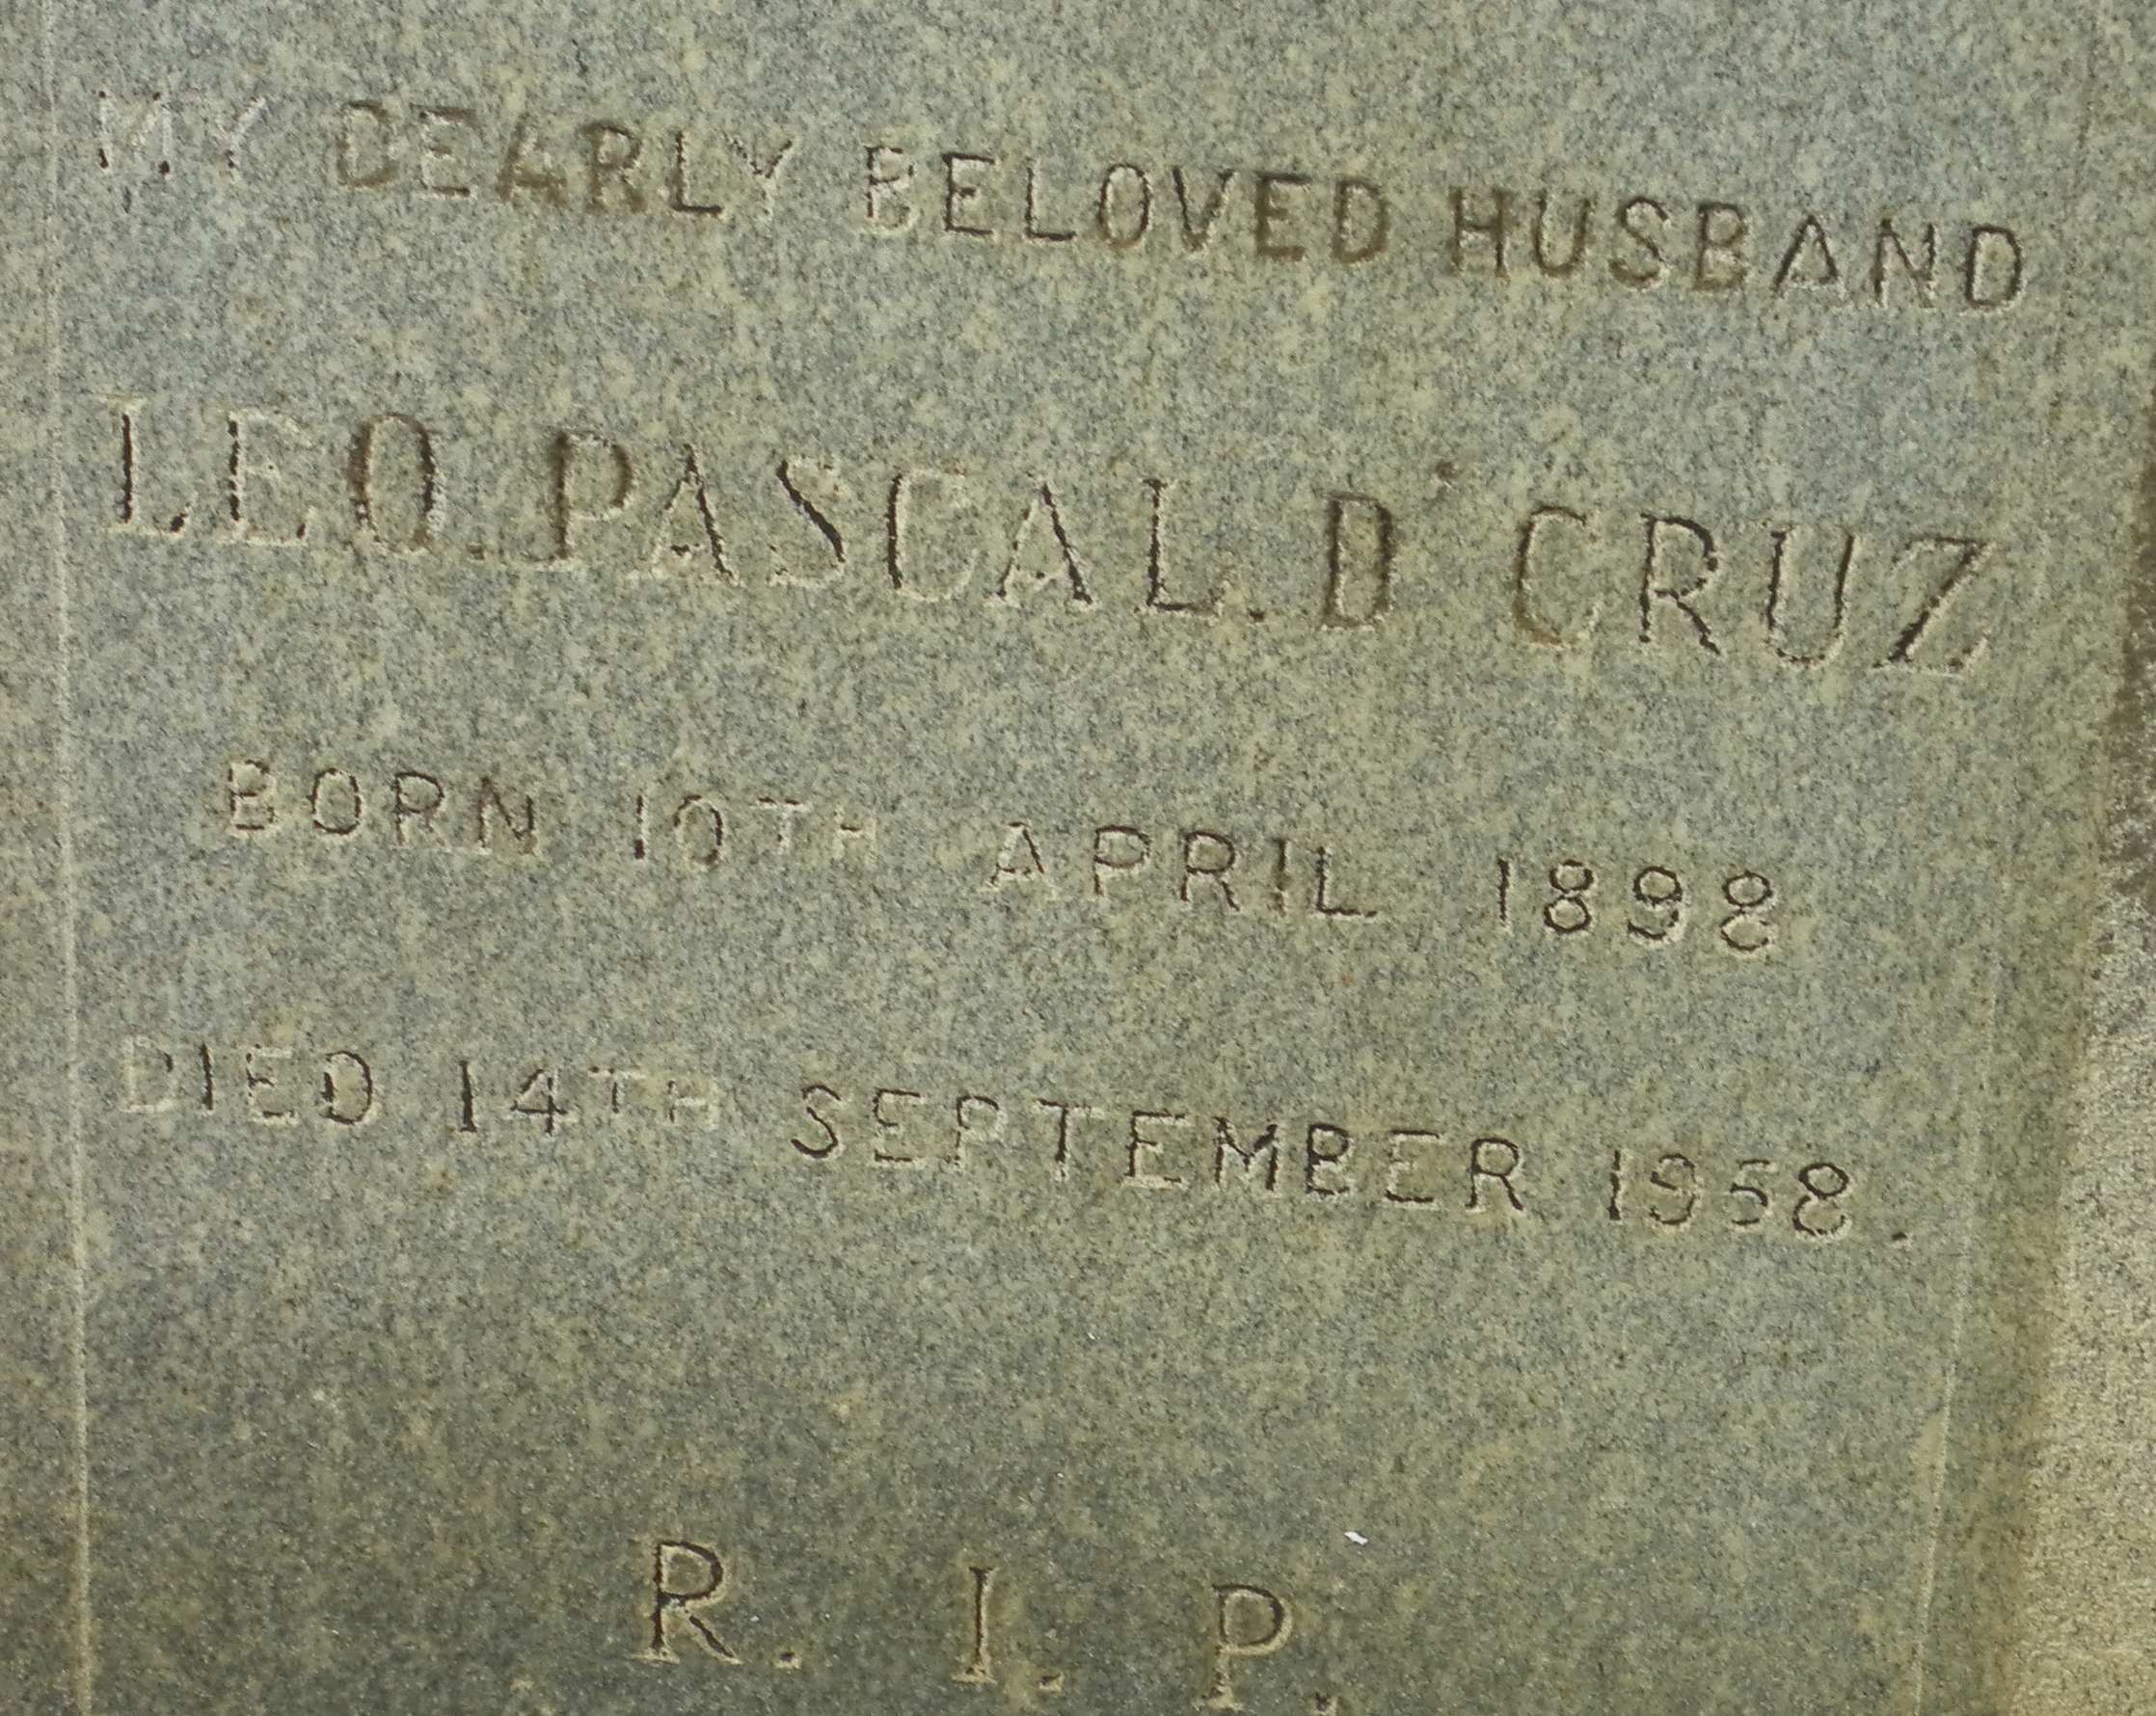 MY DEARLY BELOVED HUSBAND
LEO. PASCAL. D' CRUZ
BORN 10TH APRIL 1898
DIED 14TH SEPTEMBER 1958.
R. I. P.